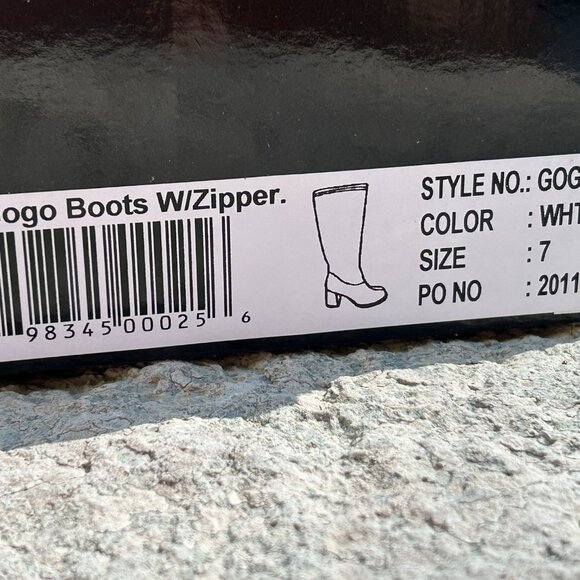 ogo Boots W/Zipper.
98345 00025 6
STYLE NO.: GOG
COLOR : WHT
SIZE : 7
PO NO : 2011